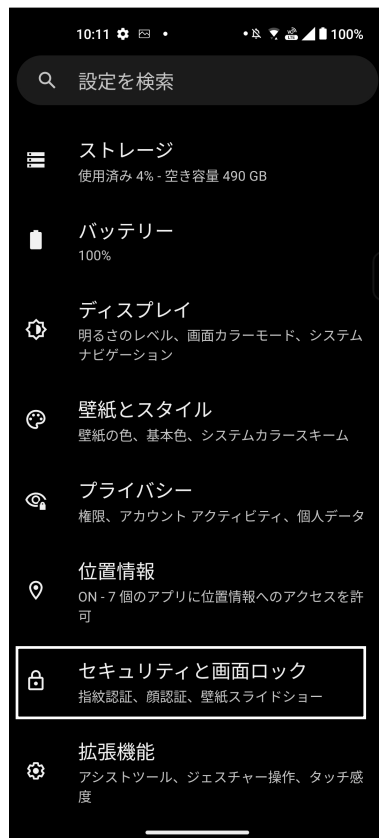 10:11
100%
設定を検索
ストレージ
使用済み 4% - 空き容量 490 GB
バッテリー
100%
ディスプレイ
明るさのレベル、画面カラーモード、システム
ナビゲーション
壁紙とスタイル
壁紙の色、基本色、システムカラースキーム
プライバシー
権限、アカウント アクティビティ、個人データ
位置情報
ON - 7 個のアプリに位置情報へのアクセスを許
可
セキュリティと画面ロック
指紋認証、顔認証、壁紙スライドショー
拡張機能
アシストツール、ジェスチャー操作、タッチ感
度